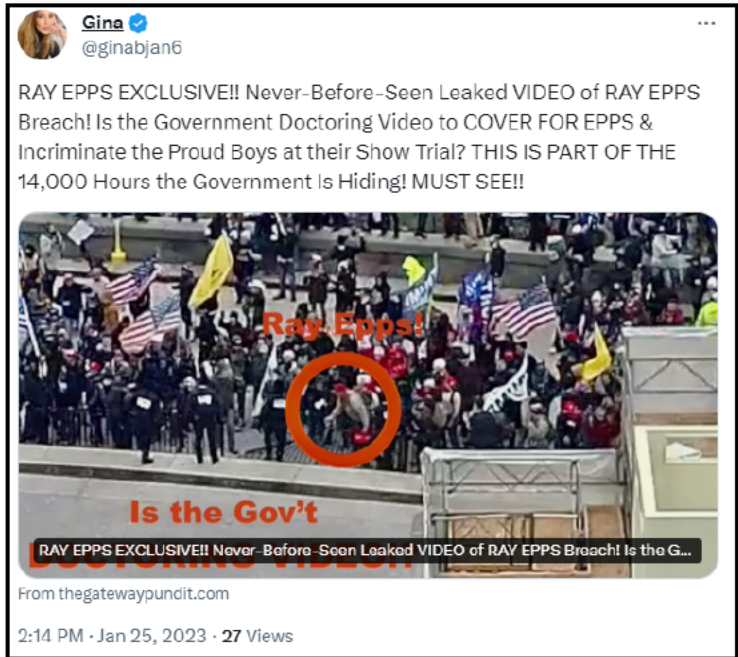 Gina
@ginabjan6
RAY EPPS EXCLUSIVE!! Never-Before-Seen Leaked VIDEO of RAY EPPS
Breach! Is the Government Doctoring Video to COVER FOR EPPS &
Incriminate the Proud Boys at their Show Trial? THIS IS PART OF THE
14,000 Hours the Government Is Hiding! MUST SEE!!
Ray Epps!
Is the Gov't
RAY EPPS EXCLUSIVE!! Never-Before-Seen Leaked VIDEO of RAY EPPS Breach! Is the G...
From thegatewaypundit.com
2:14 PM · Jan 25, 2023 · 27 Views